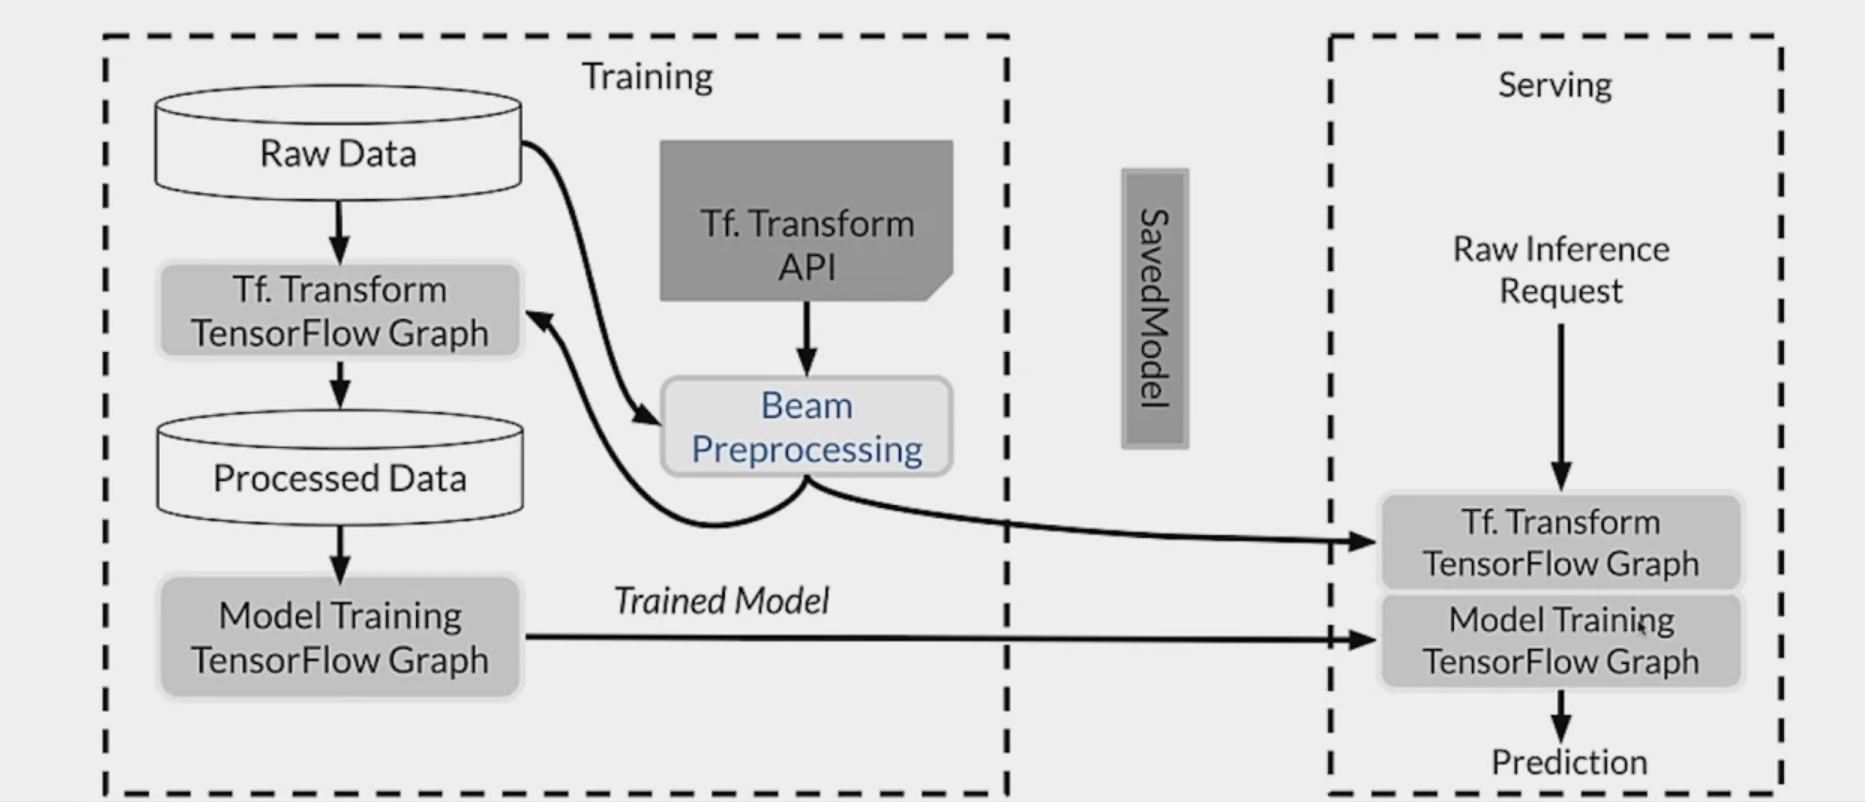 Training
Raw Data
Tf. Transform
TensorFlow Graph
Processed Data
Model Training
TensorFlow Graph
Tf. Transform
API
Beam
Preprocessing
Trained Model
SavedModel
Serving
Raw Inference
Request
Tf. Transform
TensorFlow Graph
Model Training
TensorFlow Graph
Prediction